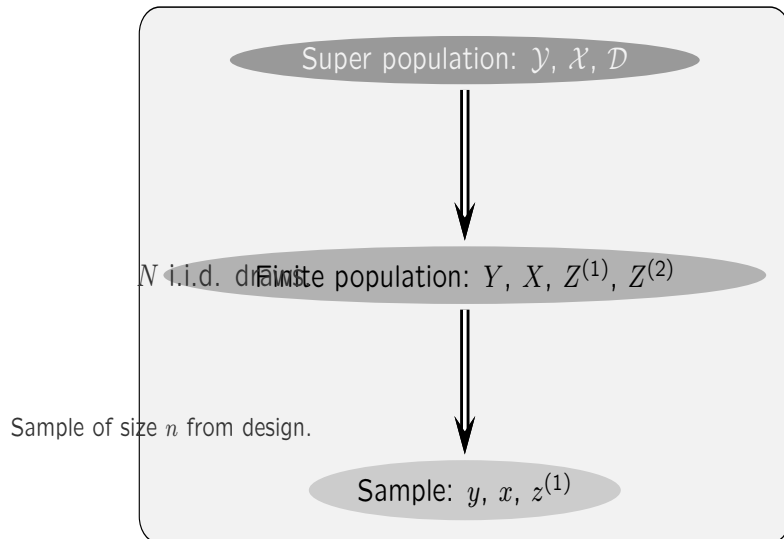 Super population: 𝒴, 𝒳, 𝒟
N i.i.d. draws.
Finite population: Y, X, Z⁽¹⁾, Z⁽²⁾
Sample of size n from design.
Sample: y, x, z⁽¹⁾